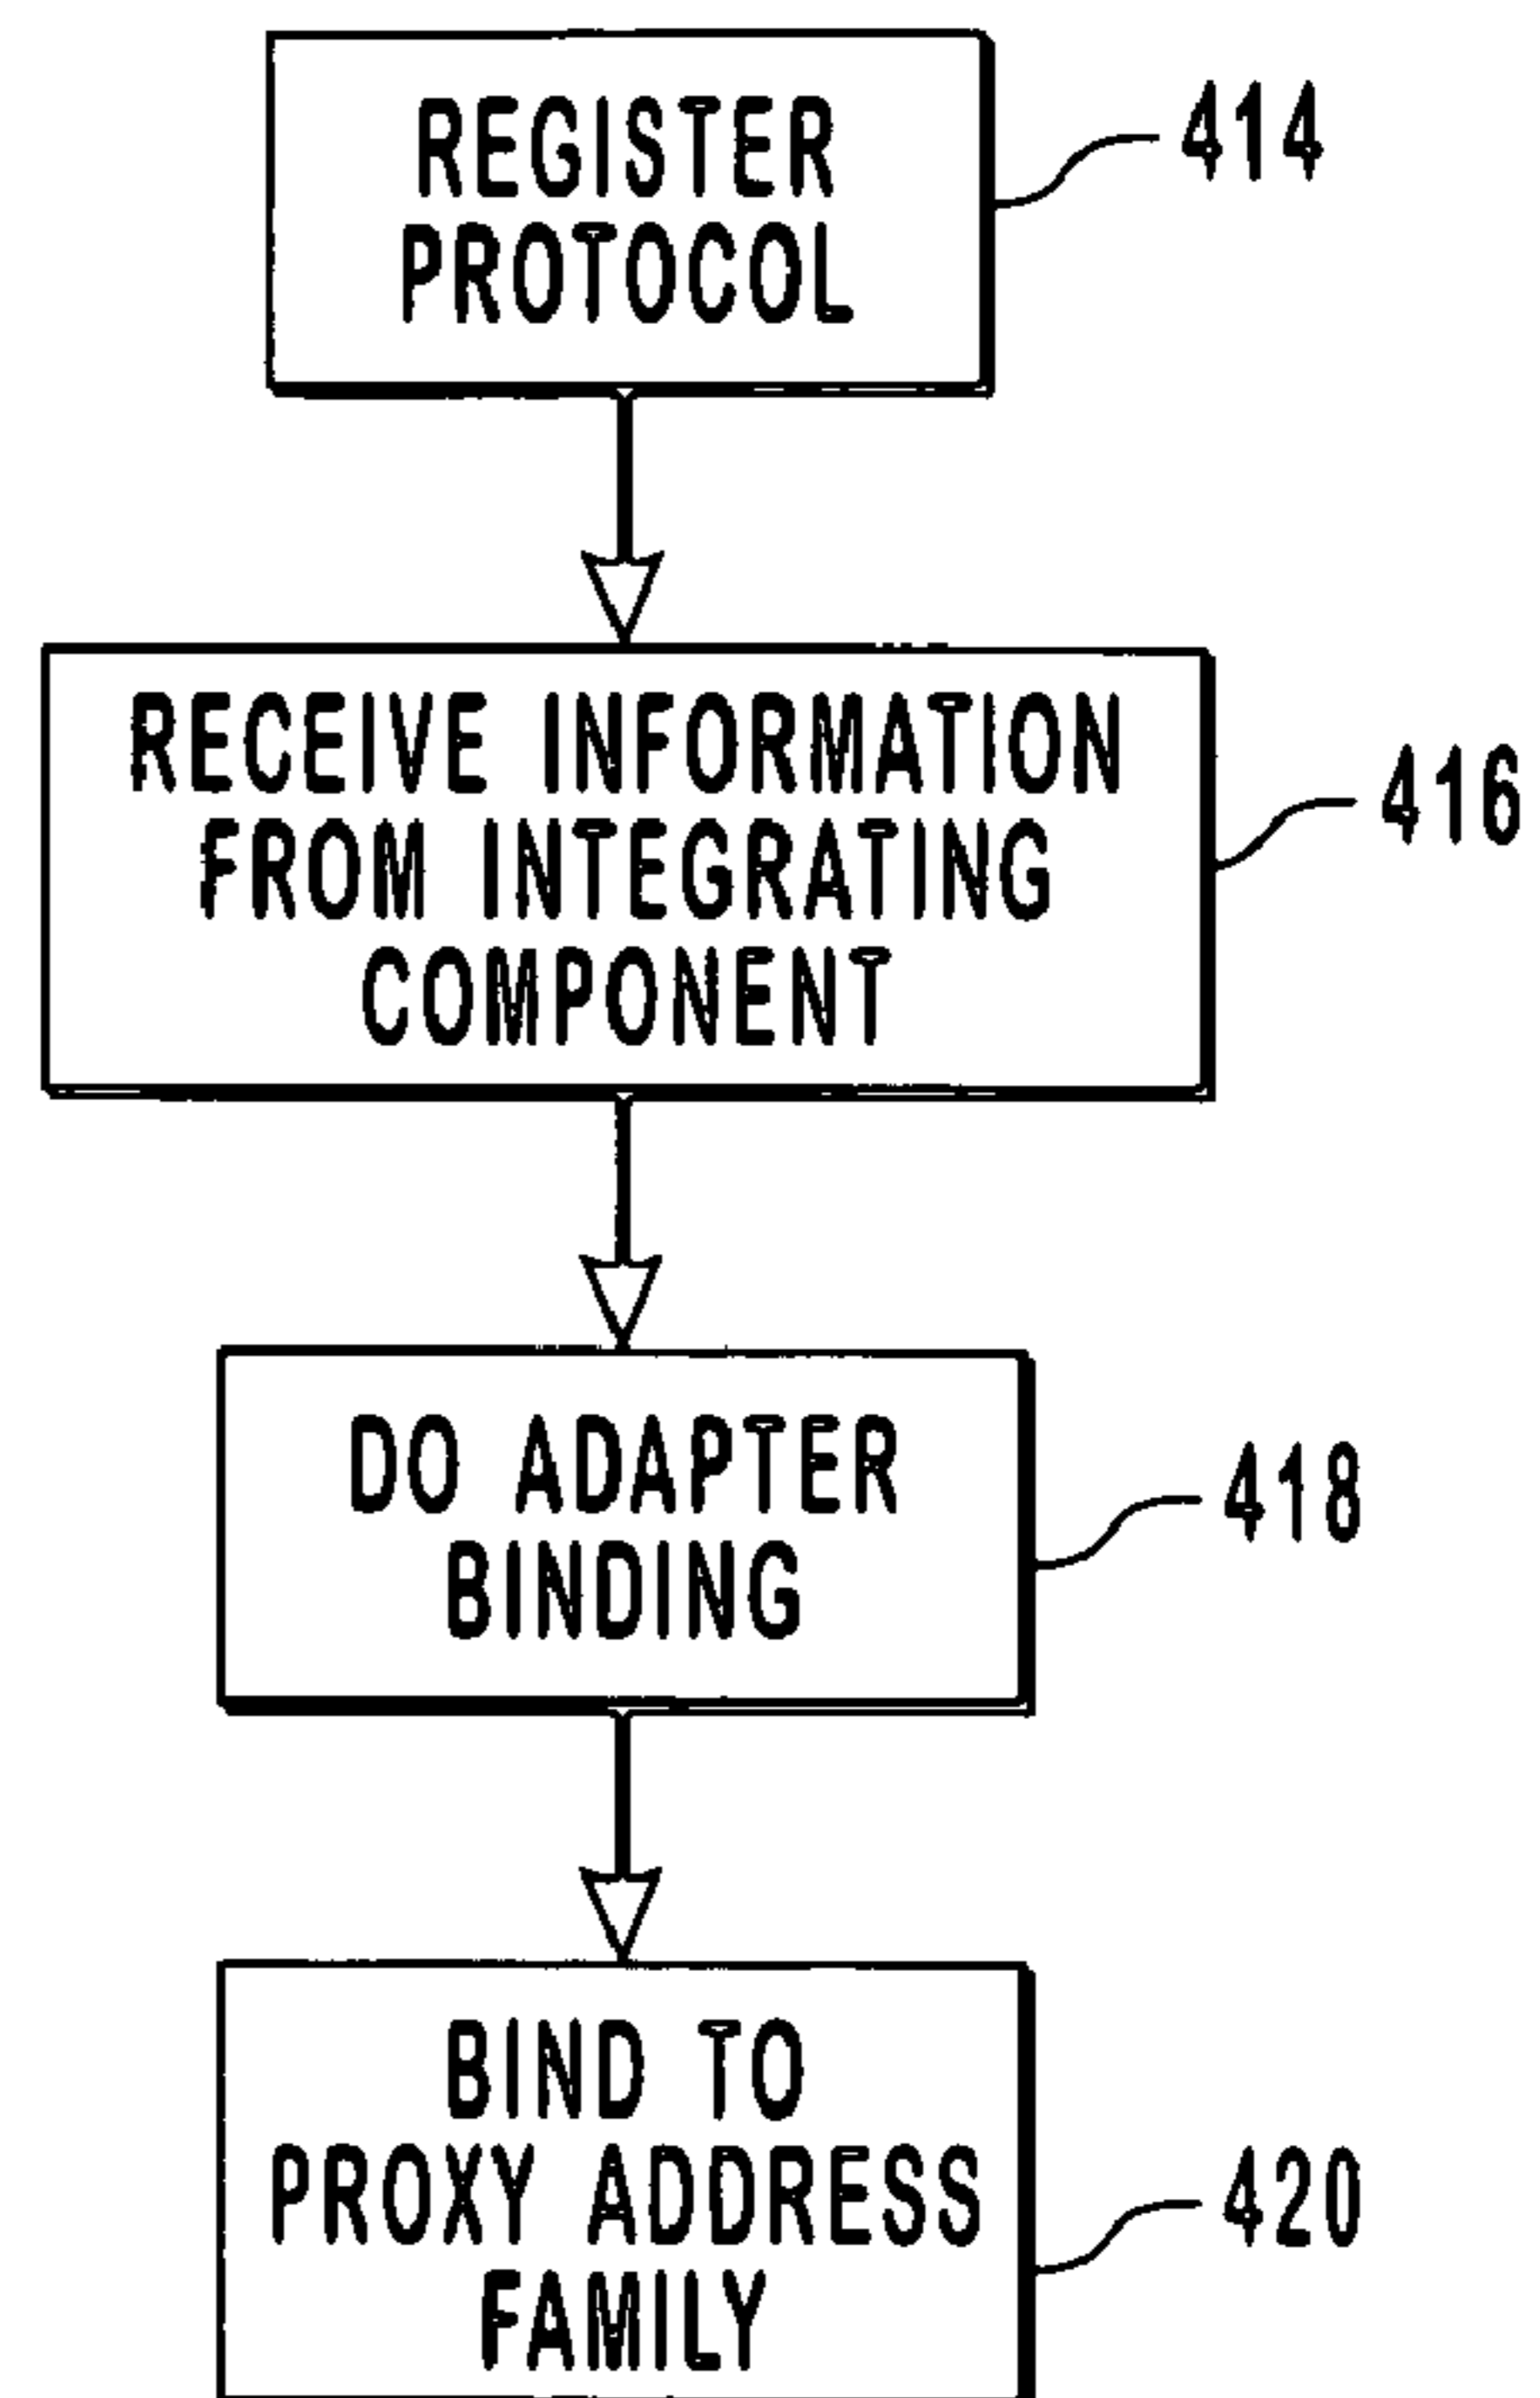 REGISTER
PROTOCOL
414
RECEIVE INFORMATION
FROM INTEGRATING
COMPONENT
416
DO ADAPTER
BINDING
418
BIND TO
PROXY ADDRESS
FAMILY
420